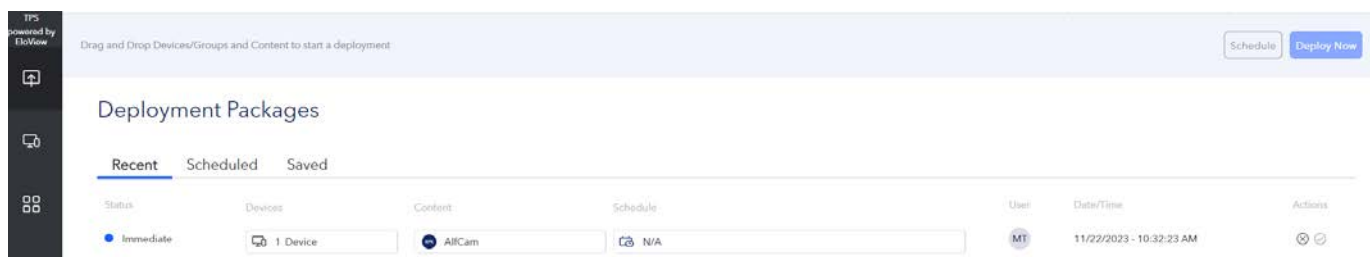 TPS
powered by
EloView
Drag and Drop Devices/Groups and Content to start a deployment
Schedule
Deploy Now
Deployment Packages
Recent Scheduled Saved
Status Devices Content Schedule User Date/Time Actions
Immediate 1 Device AlfCam N/A MT 11/22/2023 - 10:32:23 AM